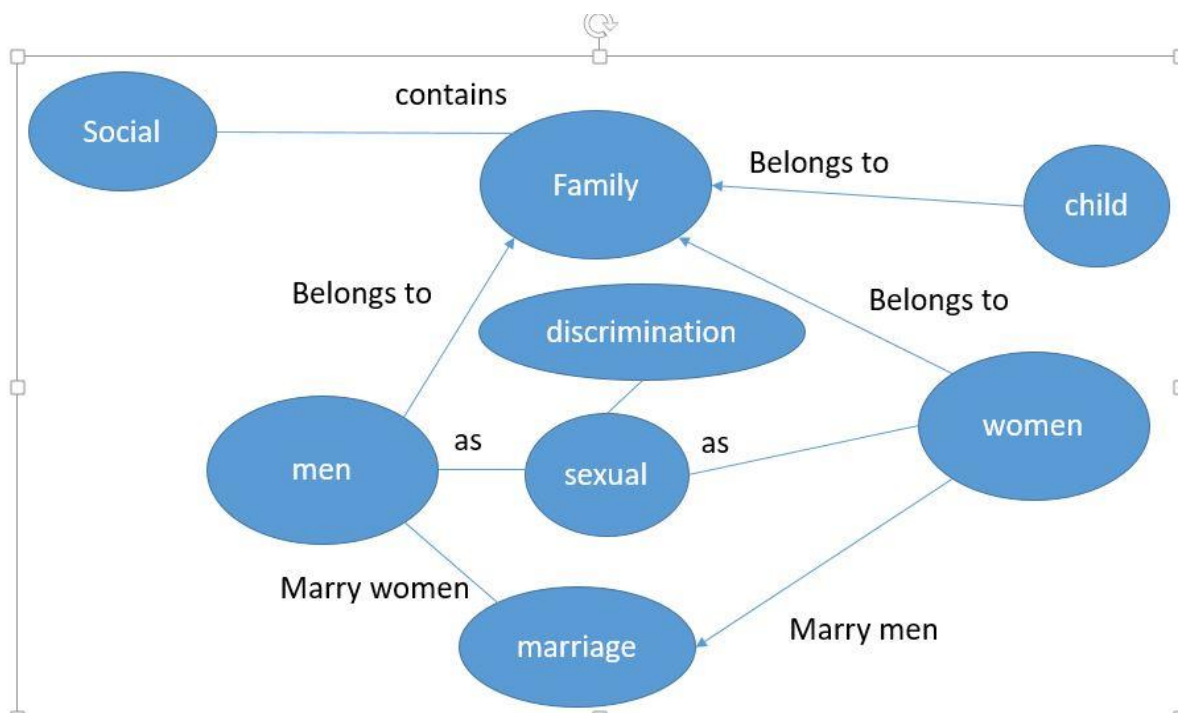 contains
Social
Family
Belongs to
child
Belongs to
Belongs to
discrimination
women
as
as
men
sexual
Marry women
Marry men
marriage